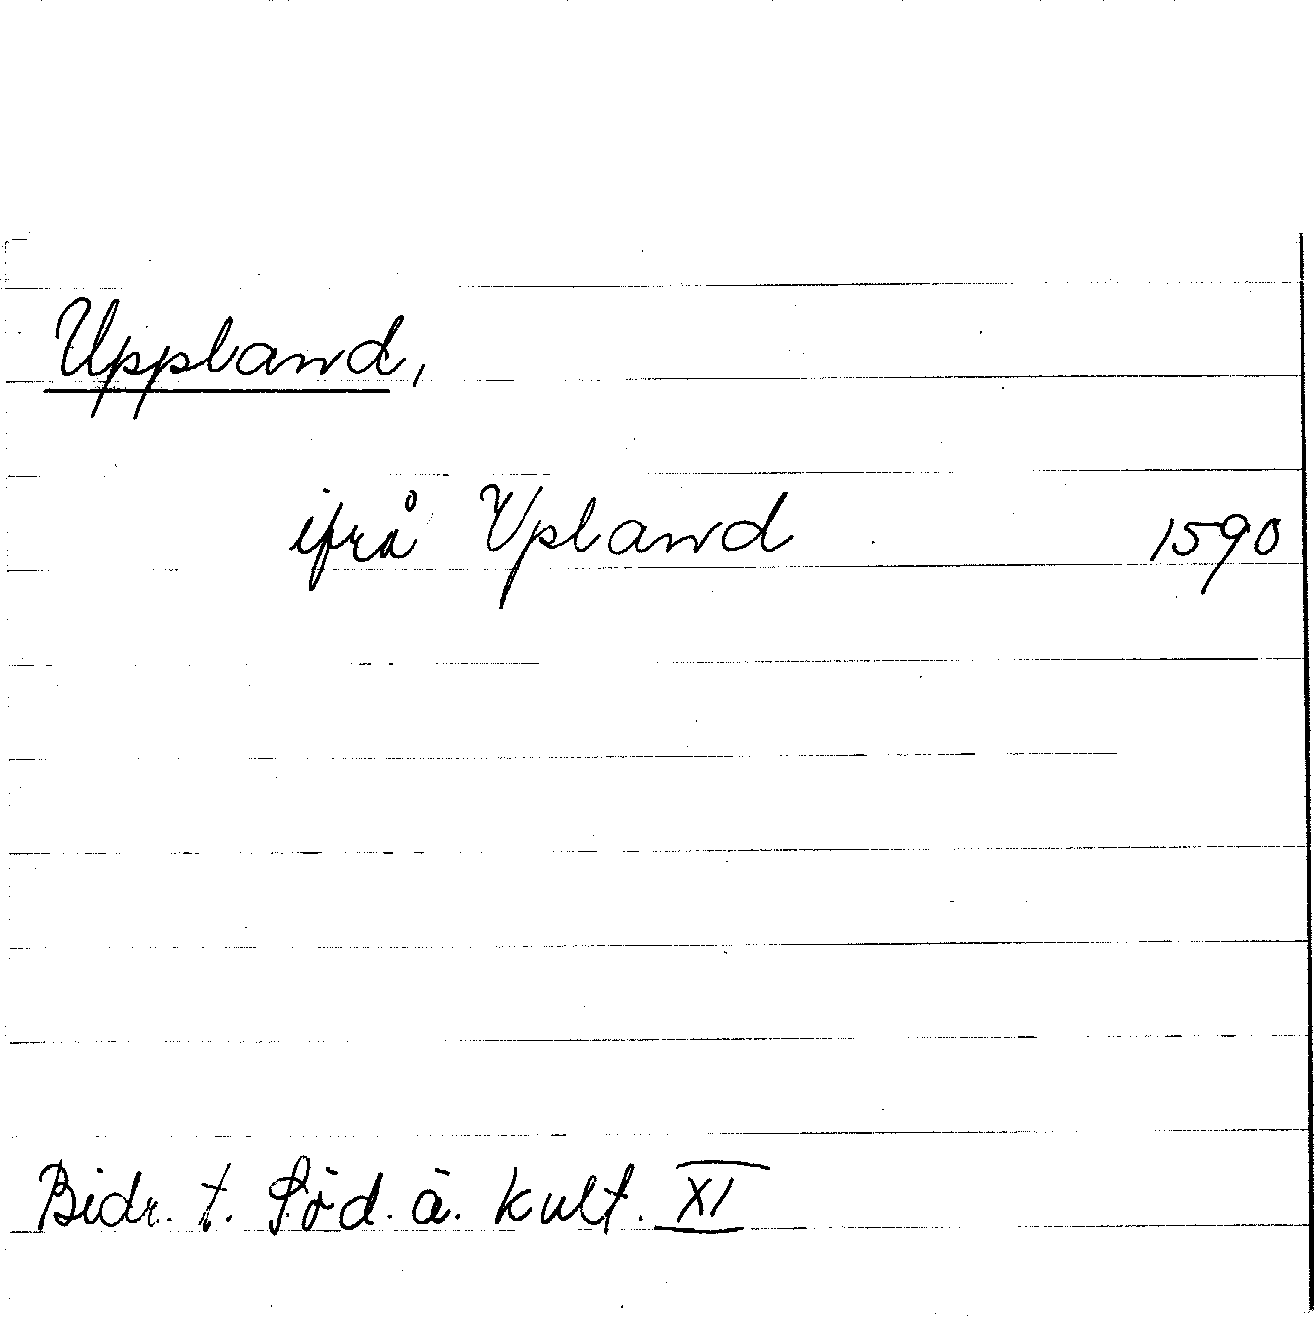 Uppland,
ifrå Vpland 1590
Bidr. t. Söd. ä. kult. XI